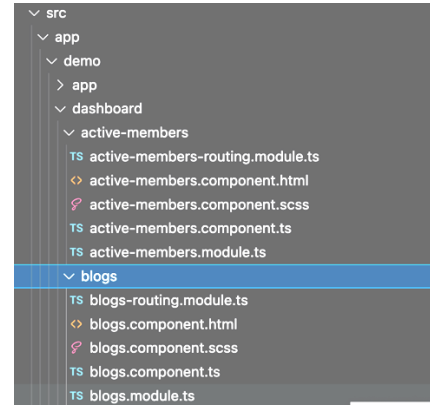 src
app
demo
app
dashboard
active-members
TS active-members-routing.module.ts
<> active-members.component.html
active-members.component.scss
TS active-members.component.ts
TS active-members.module.ts
blogs
TS blogs-routing.module.ts
<> blogs.component.html
blogs.component.scss
TS blogs.component.ts
TS blogs.module.ts